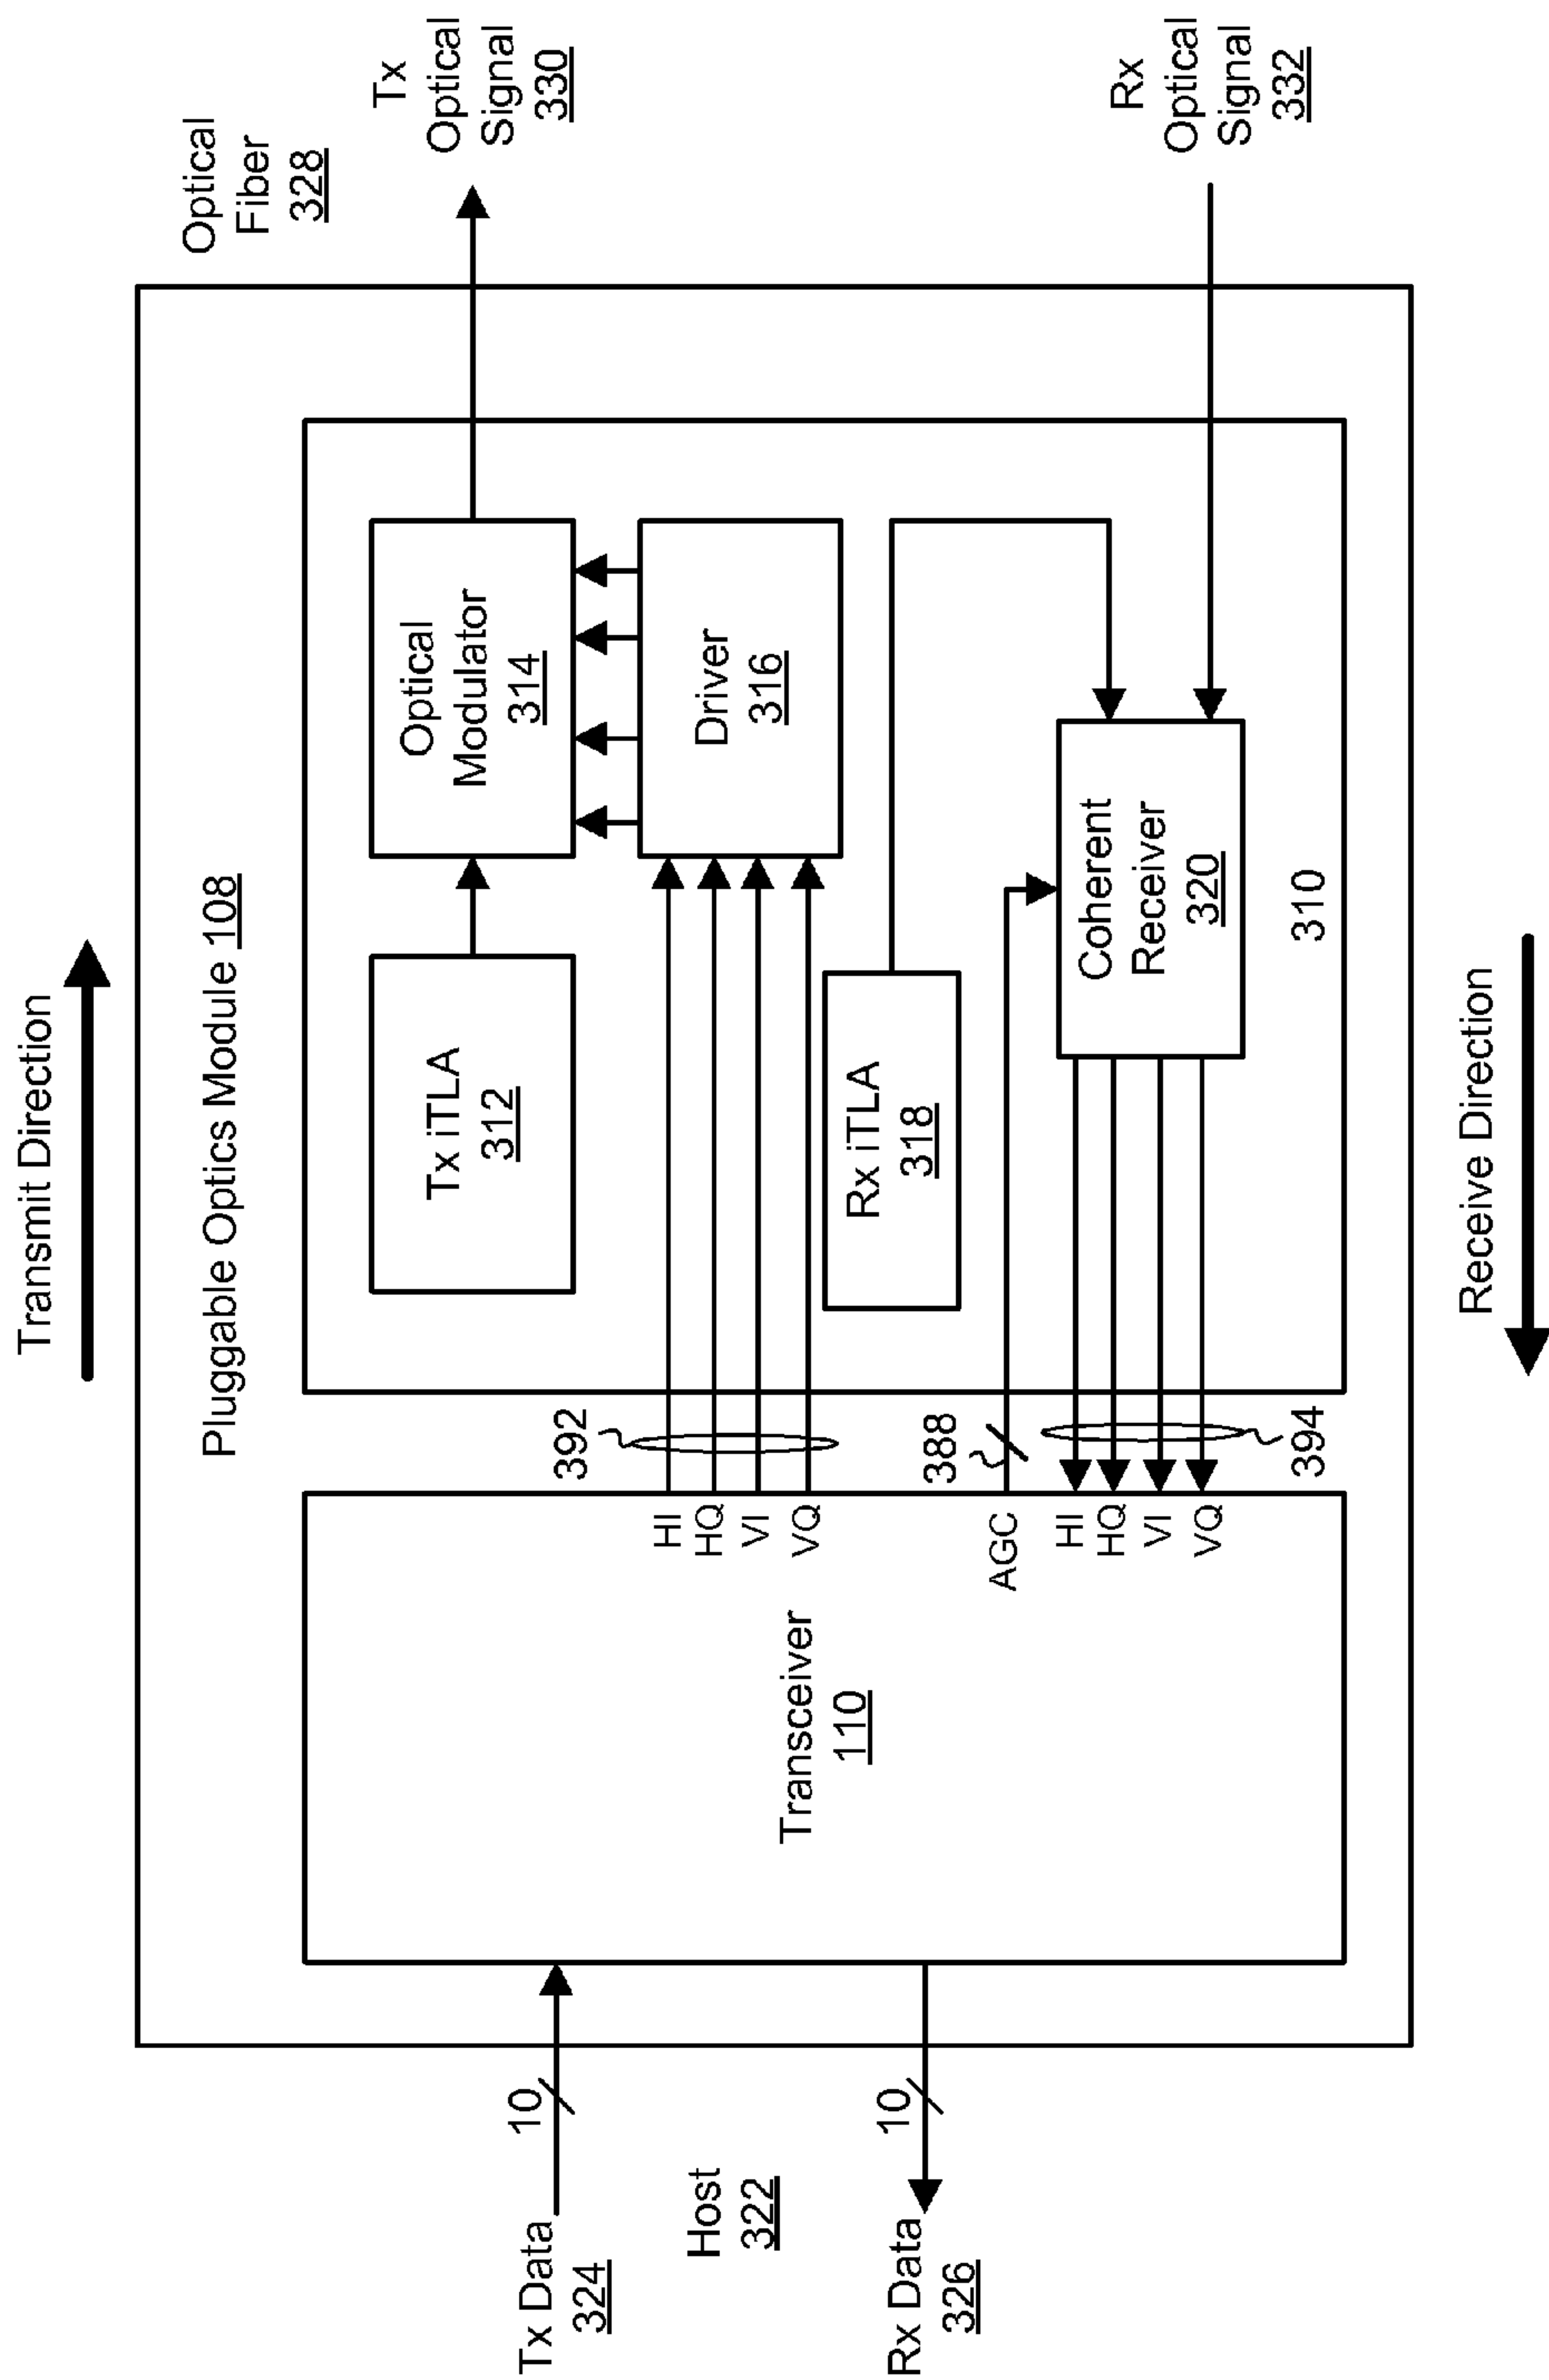 Transmit Direction
Pluggable Optics Module 108
Optical
Fiber
328
Tx Data
324
10
Host
322
Rx Data
326
10
Transceiver
110
HI
HQ
VI
VQ
AGC
HI
HQ
VI
VQ
392
388
394
Tx iTLA
312
Optical
Modulator
314
Driver
316
Rx iTLA
318
Coherent
Receiver
320
310
Tx
Optical
Signal
330
Rx
Optical
Signal
332
Receive Direction